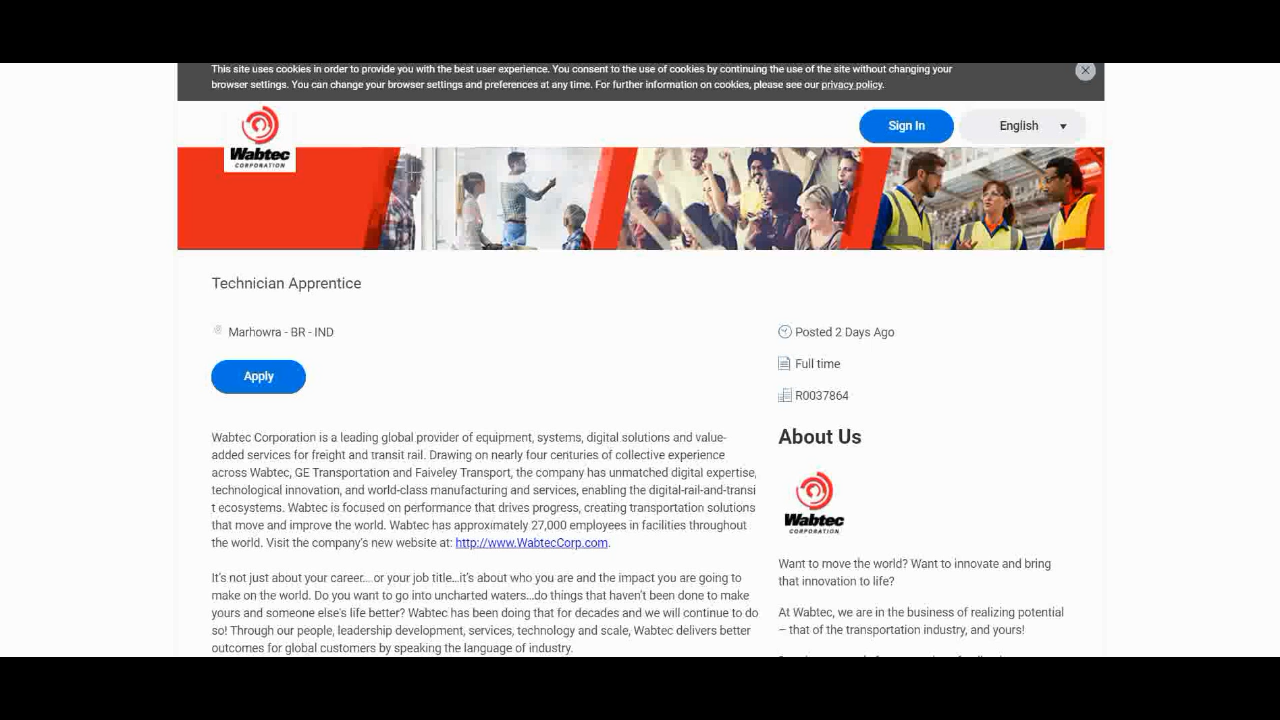 This site uses cookies in order to provide you with the best user experience. You consent to the use of cookies by continuing the use of the site without changing your
browser settings. You can change your browser settings and preferences at any time. For further information on cookies, please see our privacy policy.
Wabtec
CORPORATION
Sign In
English
Technician Apprentice
Marhowra - BR - IND
Apply
Posted 2 Days Ago
Full time
R0037864
Wabtec Corporation is a leading global provider of equipment, systems, digital solutions and value-
added services for freight and transit rail. Drawing on nearly four centuries of collective experience
across Wabtec, GE Transportation and Faiveley Transport, the company has unmatched digital expertise,
technological innovation, and world-class manufacturing and services, enabling the digital-rail-and-transi
t ecosystems. Wabtec is focused on performance that drives progress, creating transportation solutions
that move and improve the world. Wabtec has approximately 27,000 employees in facilities throughout
the world. Visit the company's new website at: http://www.WabtecCorp.com.
It's not just about your career... or your job title...it's about who you are and the impact you are going to
make on the world. Do you want to go into uncharted waters...do things that haven't been done to make
yours and someone else's life better? Wabtec has been doing that for decades and we will continue to do
so! Through our people, leadership development, services, technology and scale, Wabtec delivers better
outcomes for global customers by speaking the language of industry.
About Us
Wabtec
CORPORATION
Want to move the world? Want to innovate and bring
that innovation to life?
At Wabtec, we are in the business of realizing potential
– that of the transportation industry, and yours!